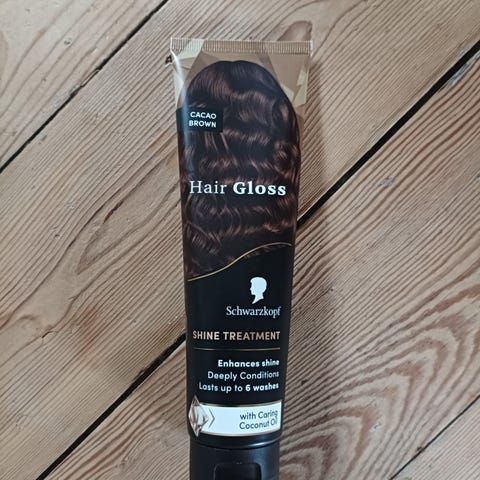 CACAO
BROWN
Hair Gloss
Schwarzkopf
SHINE TREATMENT
Enhances shine
Deeply Conditions
Lasts up to 6 washes
with Caring
Coconut Oil